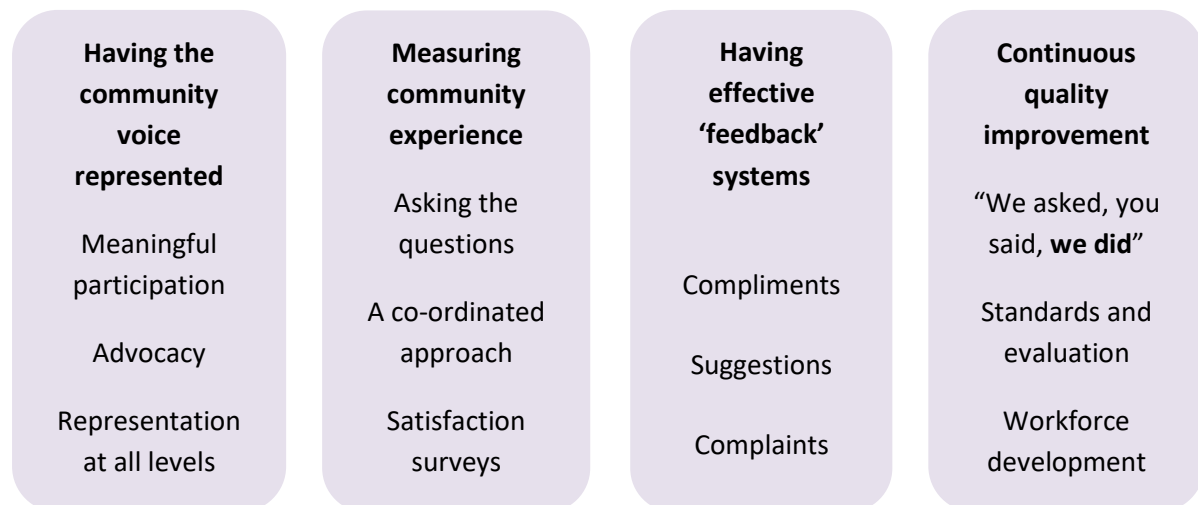 Having the
community
voice
represented
Meaningful
participation
Advocacy
Representation
at all levels
Measuring
community
experience
Asking the
questions
A co-ordinated
approach
Satisfaction
surveys
Having
effective
‘feedback’
systems
Compliments
Suggestions
Complaints
Continuous
quality
improvement
“We asked, you
said, we did”
Standards and
evaluation
Workforce
development